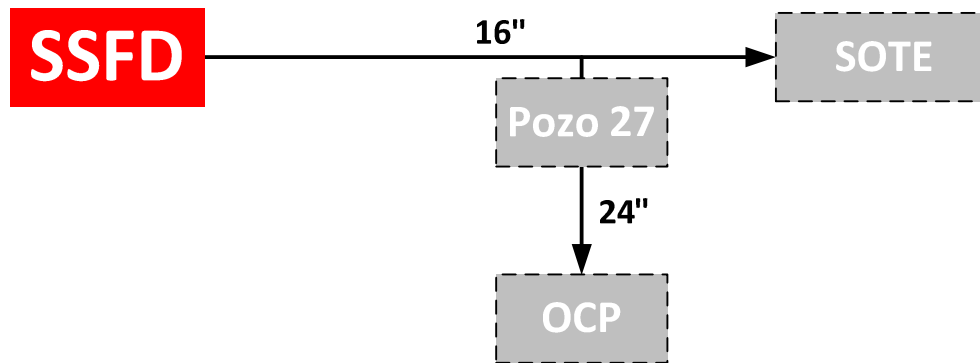 SSFD
16"
SOTE
Pozo 27
24"
OCP